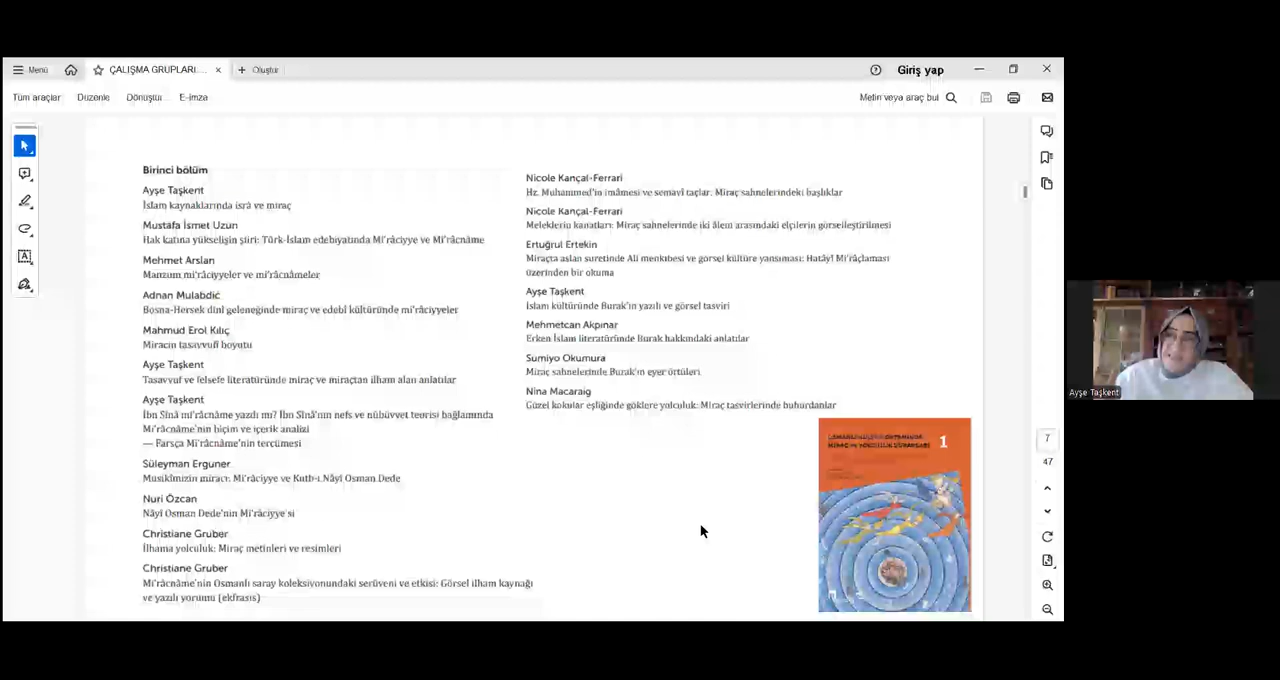 Menü
ÇALIŞMA GRUPLARI...
Oluştur
Giriş yap
Tüm araçlar
Düzenle
Dönüştür
E-imza
Metin veya araç bul
Birinci bölüm
Ayşe Taşkent
İslam kaynaklarında isrâ ve miraç
Mustafa İsmet Uzun
Hak katına yükselişin şiiri: Türk-İslam edebiyatında Mi'râciyye ve Mi'râcnâme
Mehmet Arslan
Manzum mi'râciyyeler ve mi'râcnâmeler
Adnan Mulabdić
Bosna-Hersek dinî geleneğinde miraç ve edebî kültüründe mi'râciyyeler
Mahmud Erol Kılıç
Miracın tasavvufi boyutu
Ayşe Taşkent
Tasavvuf ve felsefe literatüründe miraç ve miraçtan ilham alan anlatılar
Ayşe Taşkent
İbn Sînâ mi'râcnâme yazdı mı? İbn Sînâ'nın nefs ve nübüvvet teorisi bağlamında
Mi'râcnâme'nin biçim ve içerik analizi
— Farsça Mi'râcnâme'nin tercümesi
Süleyman Erguner
Musikîmizin miracı: Mi'râciyye ve Kutb-ı Nâyî Osman Dede
Nuri Özcan
Nâyî Osman Dede'nin Mi'râciyye'si
Christiane Gruber
İlhama yolculuk: Miraç metinleri ve resimleri
Christiane Gruber
Mi'râcnâme'nin Osmanlı saray koleksiyonundaki serüveni ve etkisi: Görsel ilham kaynağı
ve yazılı yorumu (ekfrasis)
Nicole Kançal-Ferrari
Hz. Muhammed'in imâmesi ve semavî taçlar: Miraç sahnelerindeki başlıklar
Nicole Kançal-Ferrari
Meleklerin kanatları: Miraç sahnelerinde iki âlem arasındaki elçilerin görselleştirilmesi
Ertuğrul Ertekin
Miraçta aslan suretinde Ali menkıbesi ve görsel kültüre yansıması: Hatâyî Mi'râçlaması
üzerinden bir okuma
Ayşe Taşkent
İslam kültüründe Burak'ın yazılı ve görsel tasviri
Mehmetcan Akpınar
Erken İslam literatüründe Burak hakkındaki anlatılar
Sumiyo Okumura
Miraç sahnelerinde Burak'ın eyer örtüleri
Nina Macaraig
Güzel kokular eşliğinde göklere yolculuk: Miraç tasvirlerinde buhurdanlar
1
7
47
Ayşe Taşkent